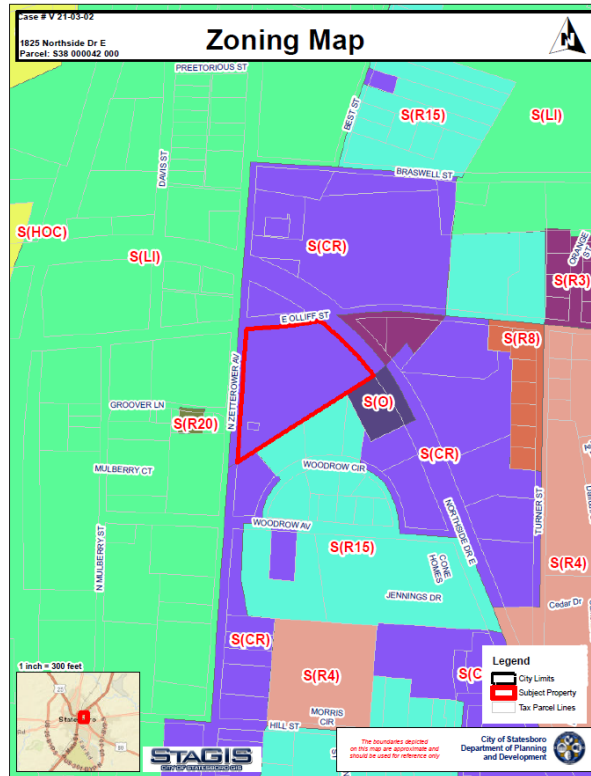 Case # V 21-03-02
1825 Northside Dr E
Parcel: S38 000042 000
Zoning Map
N
PREETORIOUS ST
BEST ST
S(R15)
S(LI)
DAVIS ST
BRASWELL ST
S(HOC)
S(LI)
S(CR)
ORANGE ST
S(R3)
E OLLIFF ST
S(R8)
N ZETTEROWER AV
GROOVER LN
S(R20)
S(O)
S(CR)
WOODROW CIR
MULBERRY CT
NORTHSIDE DR E
TURNER ST
WOODROW AV
S(R15)
CONE HOMES
S(R4)
N MULBERRY ST
JENNINGS DR
Cedar Dr
S(CR)
S(R4)
1 inch = 300 feet
MORRIS CIR
HILL ST
Legend
City Limits
Subject Property
Tax Parcel Lines
STAGIS
CITY OF STATESBORO GIS
The boundaries depicted
on this map are approximate and
should be used for reference only
City of Statesboro
Department of Planning
and Development